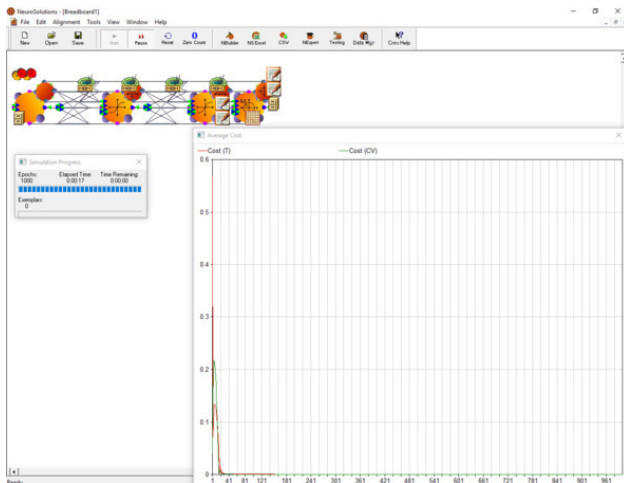 NeuroSolutions - [Breadboard1]
File Edit Alignment Tools View Window Help
New Open Save Start Pause Reset Zero Count NBuilder NS Excel CSW NExpert Testing Data Mgr Cntx Help
Average Cost
Cost (T) Cost (CV)
Simulation Progress
Epochs: Elapsed Time: Time Remaining:
1000 0:00:17 0:00:00
Exemplars:
0
0.6
0.5
0.4
0.3
0.2
0.1
0
1 41 81 121 181 241 301 361 421 481 541 601 661 721 781 841 901 961
Ready